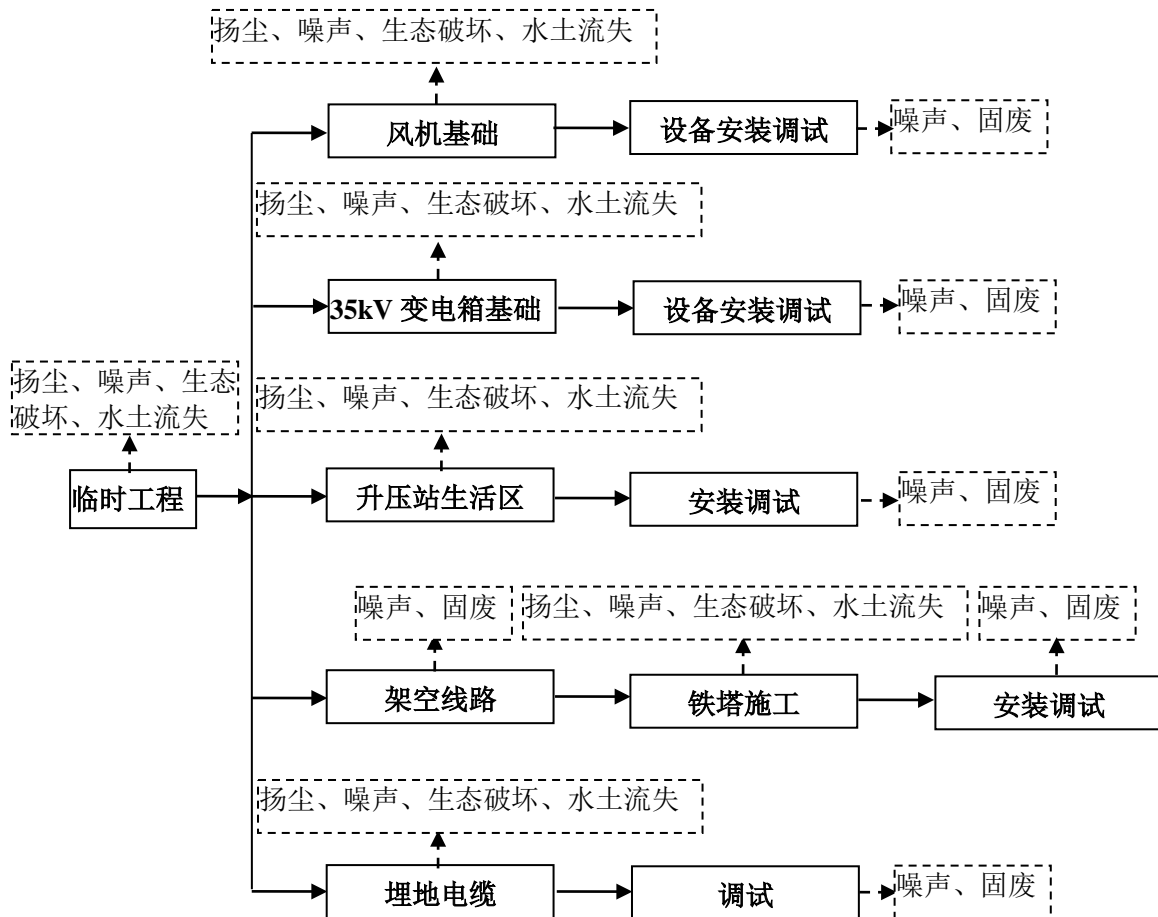 扬尘、噪声、生态破坏、水土流失
风机基础
设备安装调试
噪声、固废
扬尘、噪声、生态破坏、水土流失
35kV 变电箱基础
设备安装调试
噪声、固废
扬尘、噪声、生态
破坏、水土流失
临时工程
扬尘、噪声、生态破坏、水土流失
升压站生活区
安装调试
噪声、固废
噪声、固废
扬尘、噪声、生态破坏、水土流失
噪声、固废
架空线路
铁塔施工
安装调试
扬尘、噪声、生态破坏、水土流失
埋地电缆
调试
噪声、固废